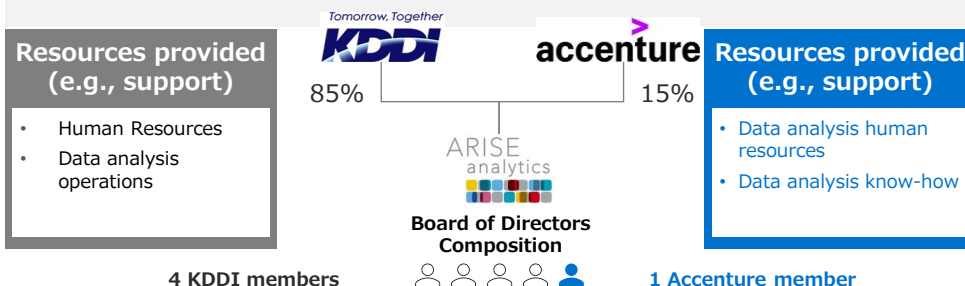 Tomorrow, Together
KDDI
accenture
Resources provided
(e.g., support)
• Human Resources
• Data analysis
operations
85%
15%
ARISE
analytics
Board of Directors
Composition
Resources provided
(e.g., support)
• Data analysis human
resources
• Data analysis know-how
4 KDDI members
1 Accenture member